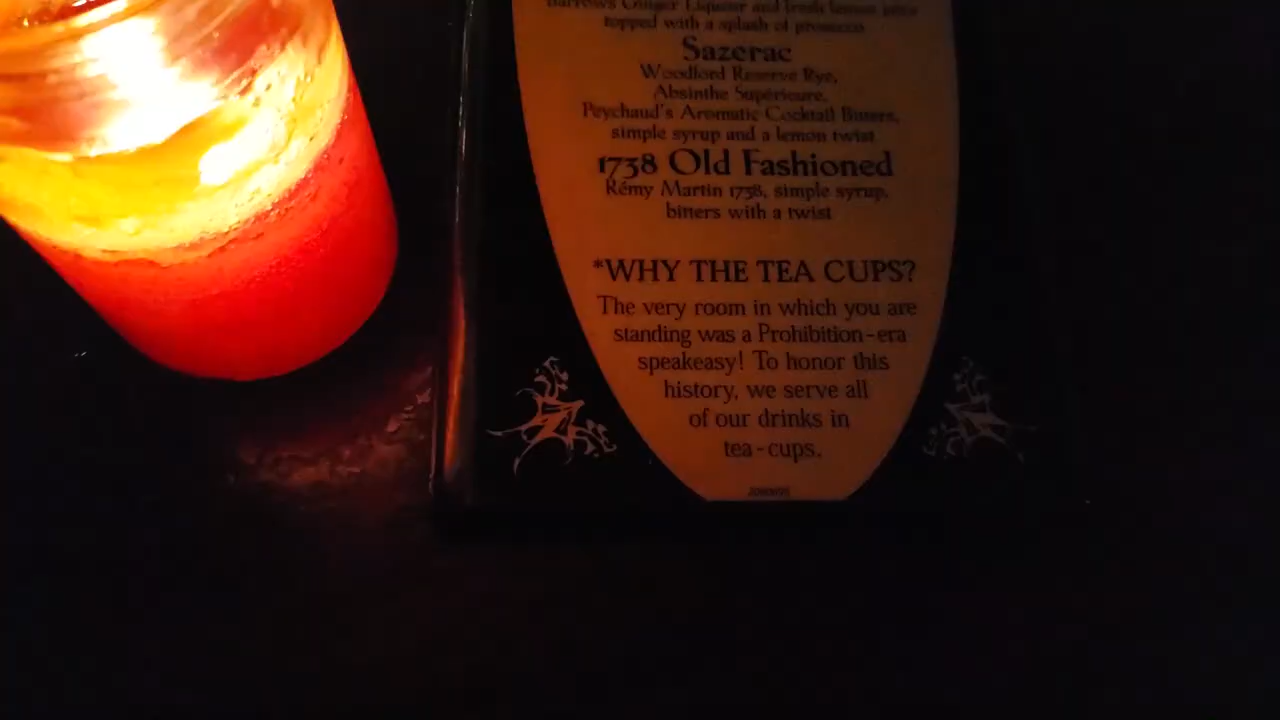 Barrow's Ginger Liqueur and fresh lemon juice
topped with a splash of prosecco
Sazerac
Woodford Reserve Rye,
Absinthe Supérieure,
Peychaud's Aromatic Cocktail Bitters,
simple syrup and a lemon twist
1738 Old Fashioned
Rémy Martin 1738, simple syrup,
bitters with a twist
*WHY THE TEA CUPS?
The very room in which you are
standing was a Prohibition-era
speakeasy! To honor this
history, we serve all
of our drinks in
tea-cups.